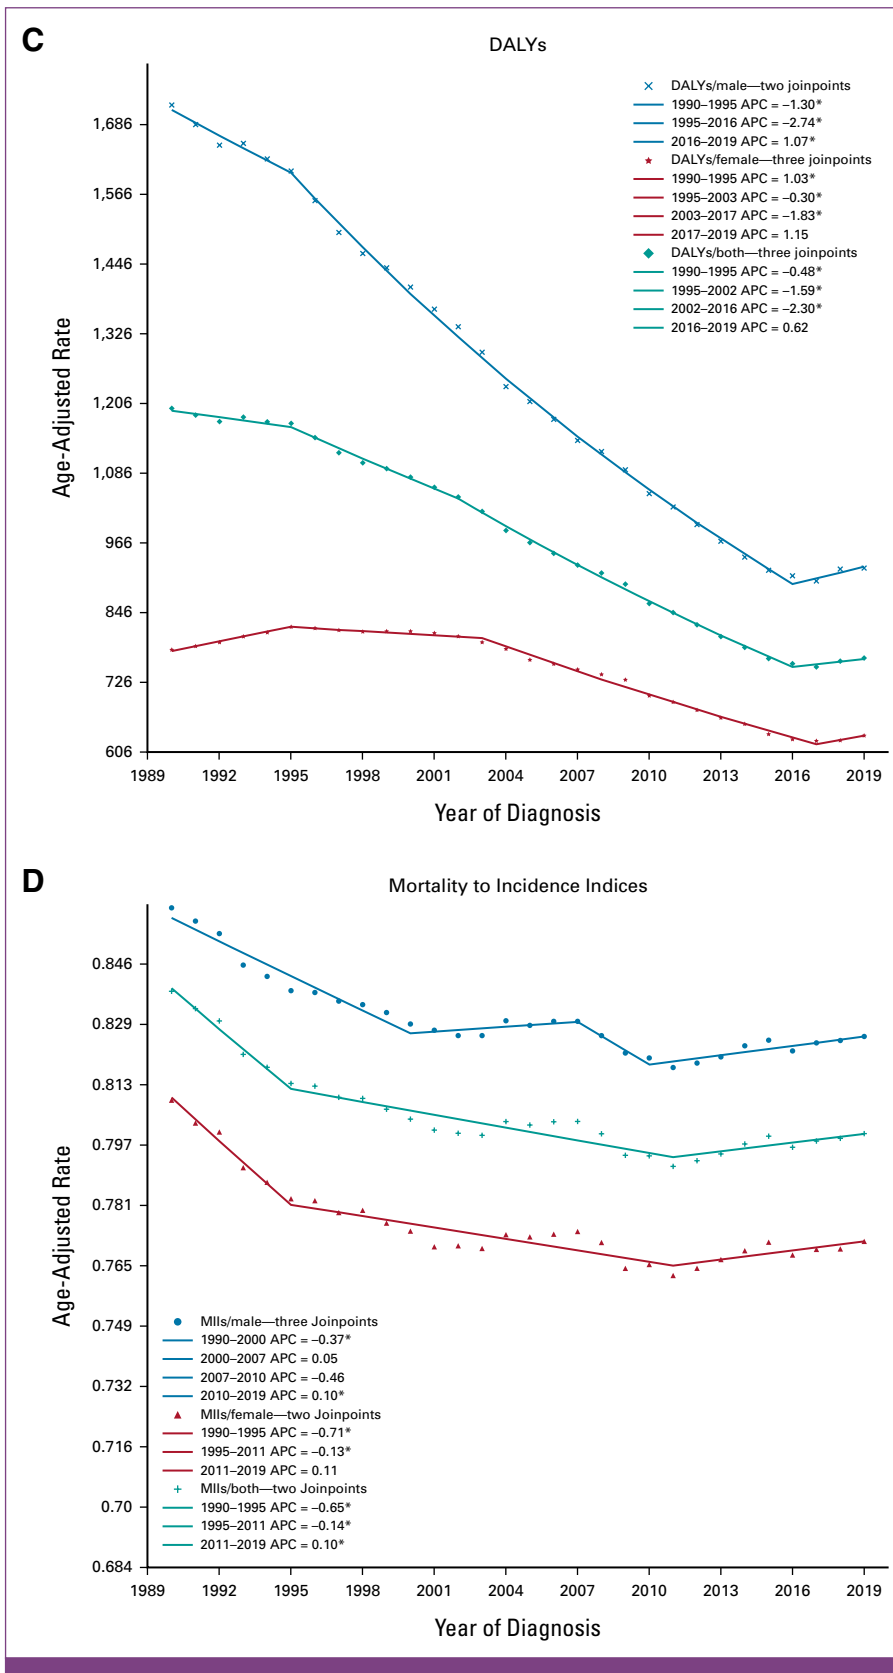 C
DALYs
DALYs/male—two joinpoints
1990–1995 APC = –1.30*
1995–2016 APC = –2.74*
2016–2019 APC = 1.07*
DALYs/female—three joinpoints
1990–1995 APC = 1.03*
1995–2003 APC = –0.30*
2003–2017 APC = –1.83*
2017–2019 APC = 1.15
DALYs/both—three joinpoints
1990–1995 APC = –0.48*
1995–2002 APC = –1.59*
2002–2016 APC = –2.30*
2016–2019 APC = 0.62
Age-Adjusted Rate
1,686
1,566
1,446
1,326
1,206
1,086
966
846
726
606
1989 1992 1995 1998 2001 2004 2007 2010 2013 2016 2019
Year of Diagnosis
D
Mortality to Incidence Indices
Age-Adjusted Rate
0.846
0.829
0.813
0.797
0.781
0.765
0.749
0.732
0.716
0.70
0.684
MIIs/male—three Joinpoints
1990–2000 APC = –0.37*
2000–2007 APC = 0.05
2007–2010 APC = –0.46
2010–2019 APC = 0.10*
MIIs/female—two Joinpoints
1990–1995 APC = –0.71*
1995–2011 APC = –0.13*
2011–2019 APC = 0.11
MIIs/both—two Joinpoints
1990–1995 APC = –0.65*
1995–2011 APC = –0.14*
2011–2019 APC = 0.10*
1989 1992 1995 1998 2001 2004 2007 2010 2013 2016 2019
Year of Diagnosis